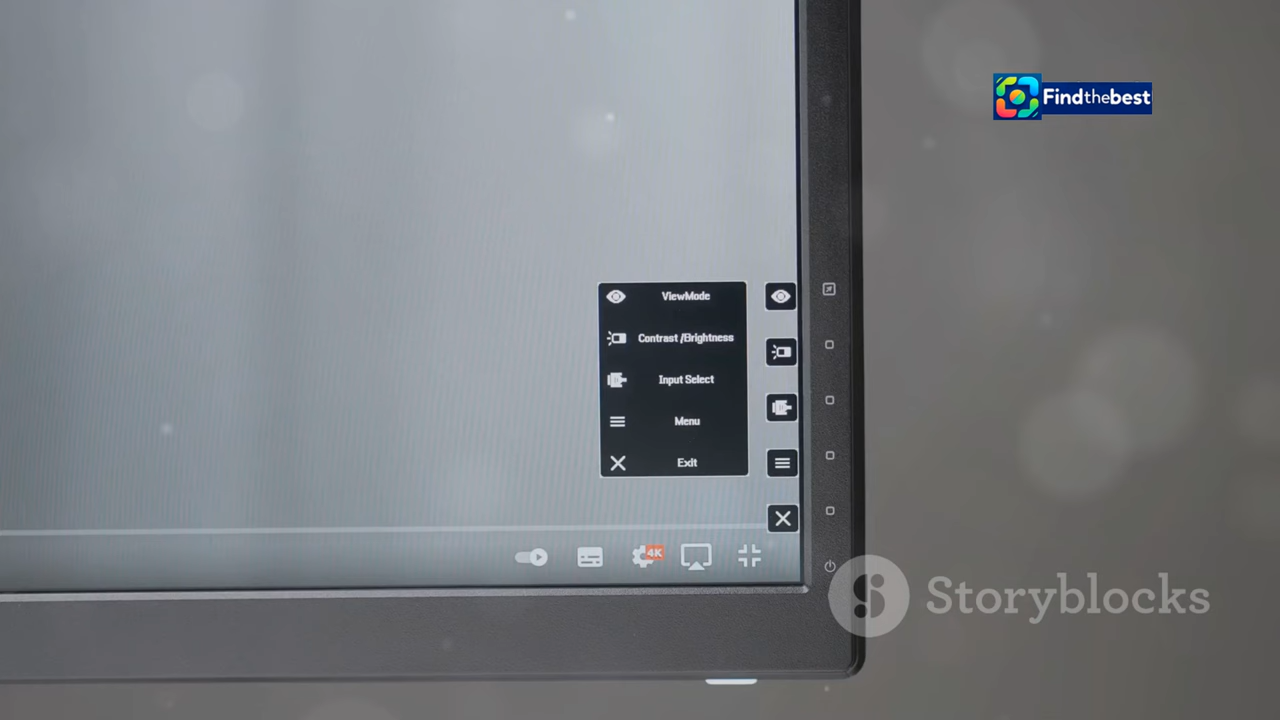 Findthebest
ViewMode
Contrast /Brightness
Input Select
Menu
Exit
4K
Storyblocks